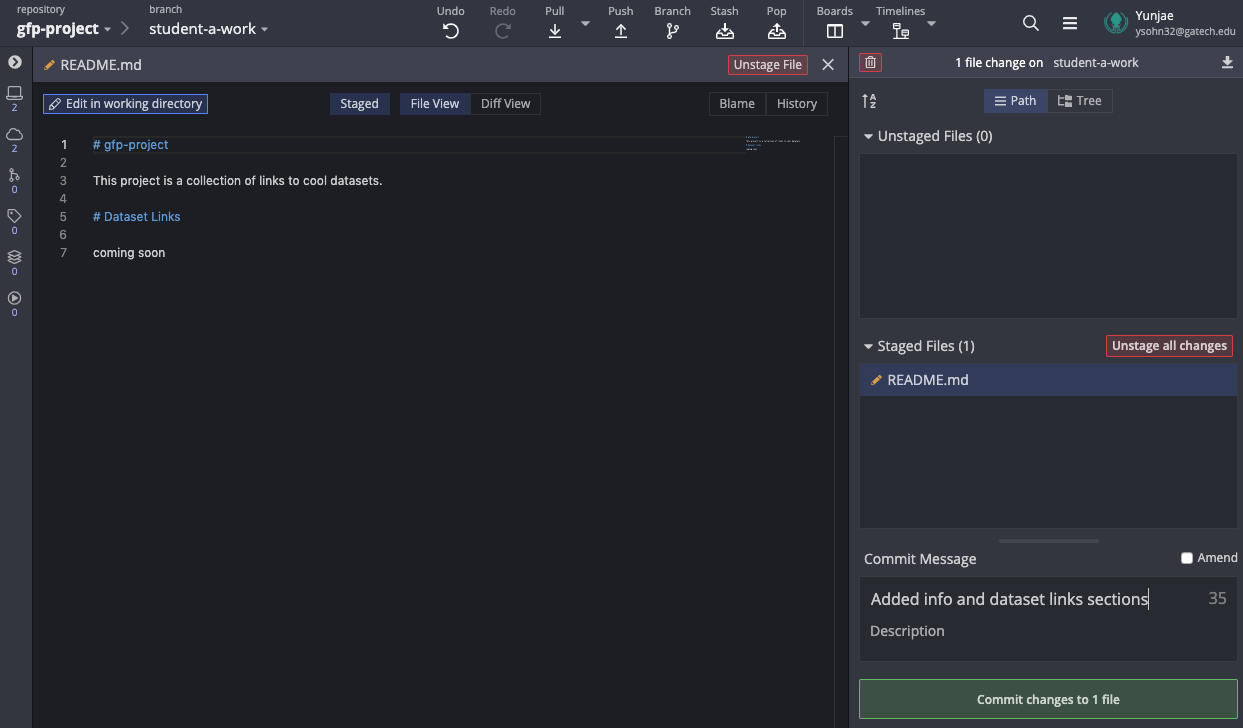 repository
gfp-project
branch
student-a-work
Undo
Redo
Pull
Push
Branch
Stash
Pop
Boards
Timelines
Yunjae
ysohn32@gatech.edu
README.md
Unstage File
1 file change on student-a-work
2
2
0
0
0
0
Edit in working directory
Staged
File View
Diff View
Blame
History
Path
Tree
1 # gfp-project
2
3 This project is a collection of links to cool datasets.
4
5 # Dataset Links
6
7 coming soon
Unstaged Files (0)
Staged Files (1)
Unstage all changes
README.md
Commit Message
Amend
Added info and dataset links sections
35
Description
Commit changes to 1 file